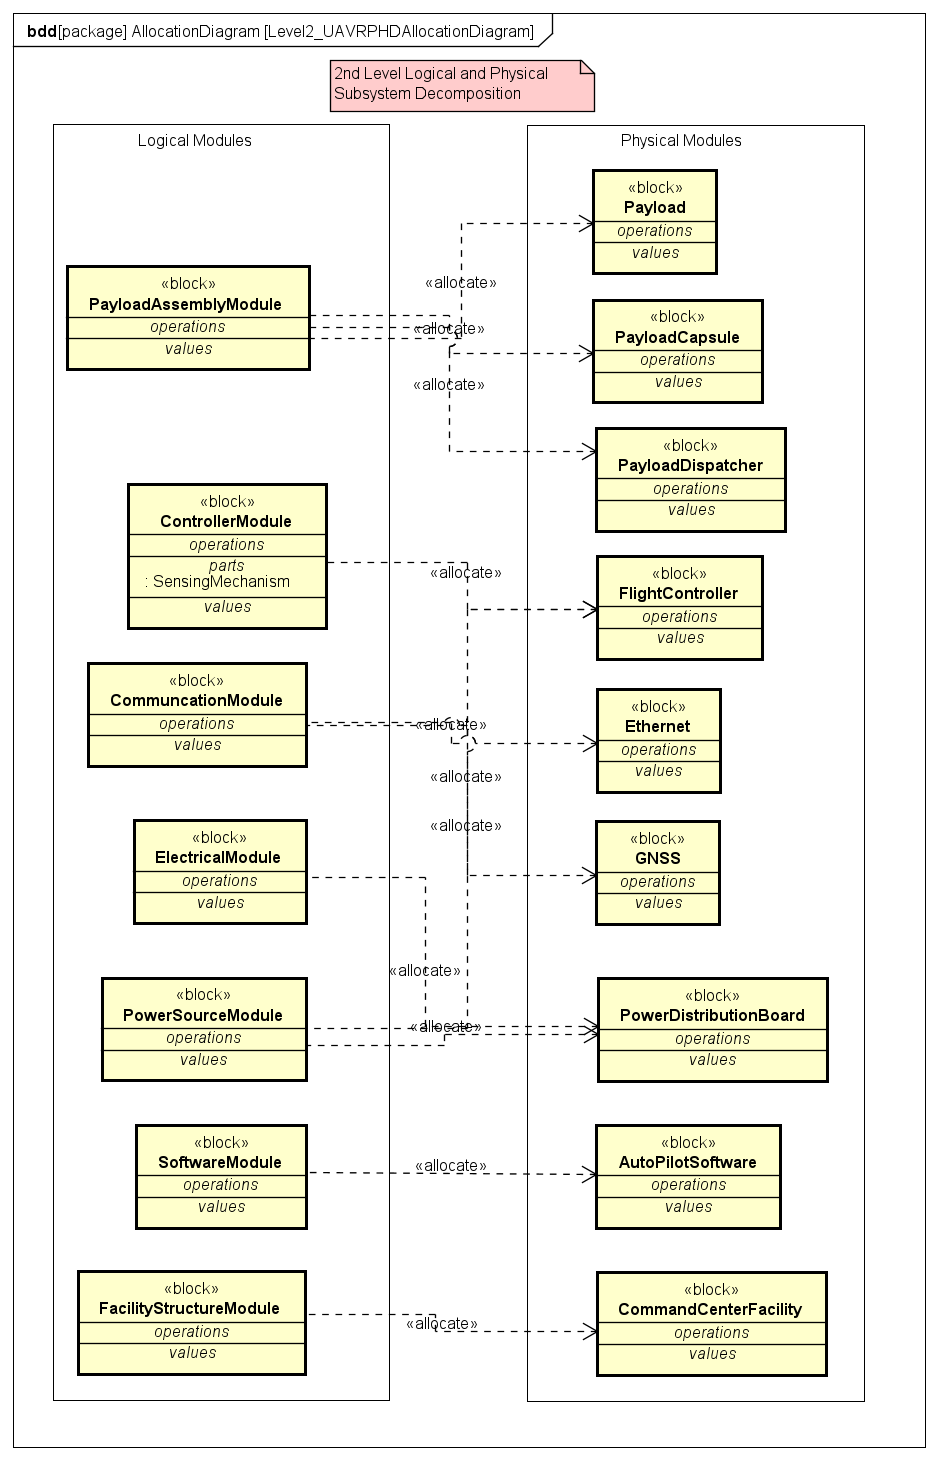 bdd[package] AllocationDiagram [Level2_UAVRPHDAllocationDiagram]
2nd Level Logical and Physical
Subsystem Decomposition
Logical Modules
«block»
PayloadAssemblyModule
operations
values
«block»
ControllerModule
operations
parts
: SensingMechanism
values
«block»
CommuncationModule
operations
values
«block»
ElectricalModule
operations
values
«block»
PowerSourceModule
operations
values
«block»
SoftwareModule
operations
values
«block»
FacilityStructureModule
operations
values
«allocate»
«allocate»
«allocate»
«allocate»
«allocate»
«allocate»
«allocate»
«allocate»
«allocate»
«allocate»
«allocate»
Physical Modules
«block»
Payload
operations
values
«block»
PayloadCapsule
operations
values
«block»
PayloadDispatcher
operations
values
«block»
FlightController
operations
values
«block»
Ethernet
operations
values
«block»
GNSS
operations
values
«block»
PowerDistributionBoard
operations
values
«block»
AutoPilotSoftware
operations
values
«block»
CommandCenterFacility
operations
values